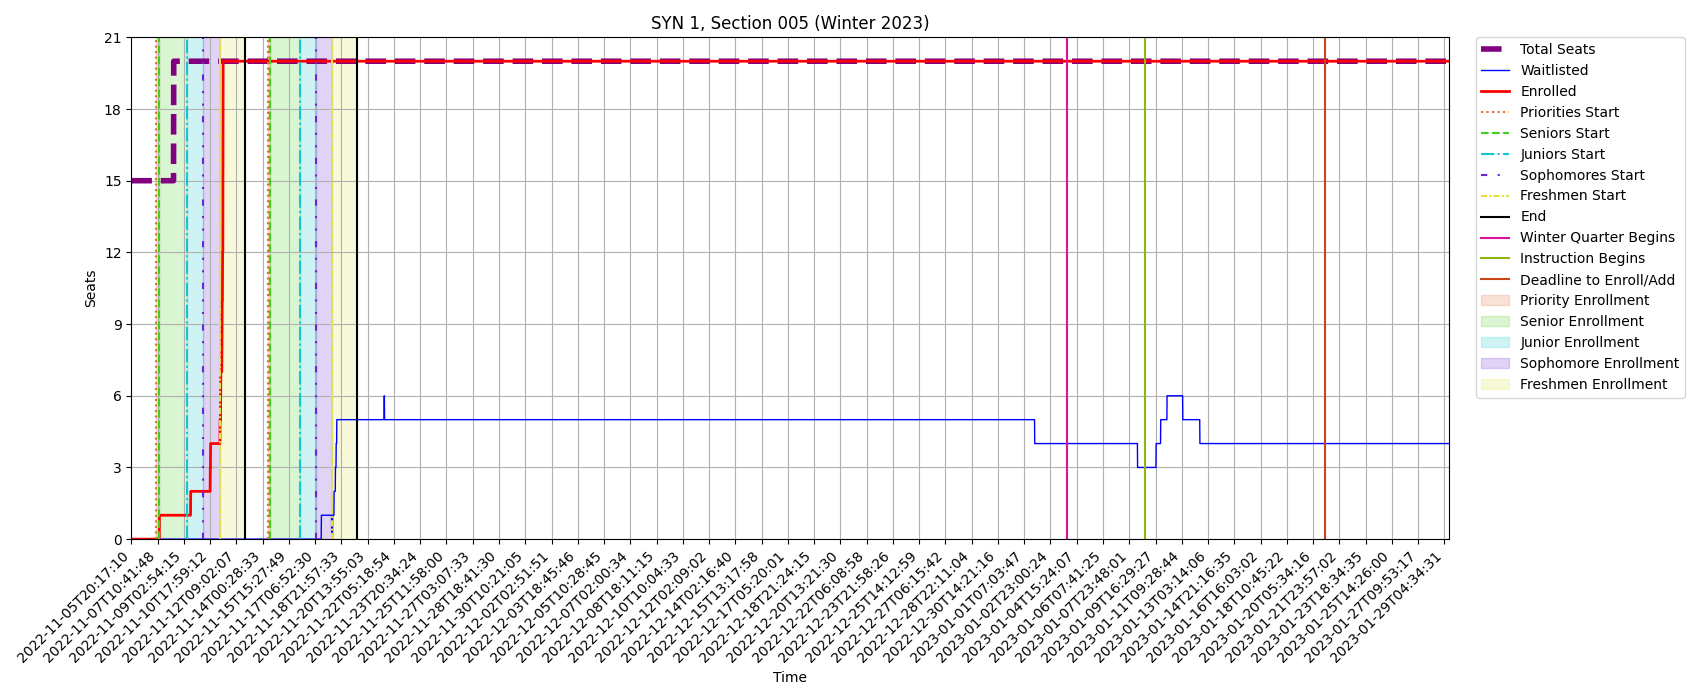 SYN 1, Section 005 (Winter 2023)
21
18
15
12
9
6
3
0
Seats
2022-11-05T20:17:10
2022-11-07T10:41:48
2022-11-09T02:54:15
2022-11-10T17:59:12
2022-11-12T09:02:07
2022-11-14T00:28:33
2022-11-15T15:27:49
2022-11-17T06:52:30
2022-11-18T21:57:33
2022-11-20T13:55:03
2022-11-22T05:18:54
2022-11-23T20:34:24
2022-11-25T11:58:00
2022-11-27T03:07:33
2022-11-28T18:41:30
2022-11-30T10:21:05
2022-12-02T02:51:51
2022-12-03T18:45:46
2022-12-05T10:28:45
2022-12-07T02:00:34
2022-12-08T18:11:15
2022-12-10T10:04:33
2022-12-12T02:09:02
2022-12-14T02:16:40
2022-12-15T13:17:58
2022-12-17T05:20:01
2022-12-18T21:24:15
2022-12-20T13:21:30
2022-12-22T06:08:58
2022-12-23T21:58:26
2022-12-25T14:12:59
2022-12-27T06:15:42
2022-12-28T22:11:04
2022-12-30T14:21:16
2023-01-01T07:03:47
2023-01-02T23:00:24
2023-01-04T15:24:07
2023-01-06T07:41:25
2023-01-07T23:48:01
2023-01-09T16:29:27
2023-01-11T09:28:44
2023-01-13T03:14:06
2023-01-14T21:16:35
2023-01-16T16:03:02
2023-01-18T10:45:22
2023-01-20T05:34:16
2023-01-21T23:57:02
2023-01-23T18:34:35
2023-01-25T14:26:00
2023-01-27T09:53:17
2023-01-29T04:34:31
Time
Total Seats
Waitlisted
Enrolled
Priorities Start
Seniors Start
Juniors Start
Sophomores Start
Freshmen Start
End
Winter Quarter Begins
Instruction Begins
Deadline to Enroll/Add
Priority Enrollment
Senior Enrollment
Junior Enrollment
Sophomore Enrollment
Freshmen Enrollment